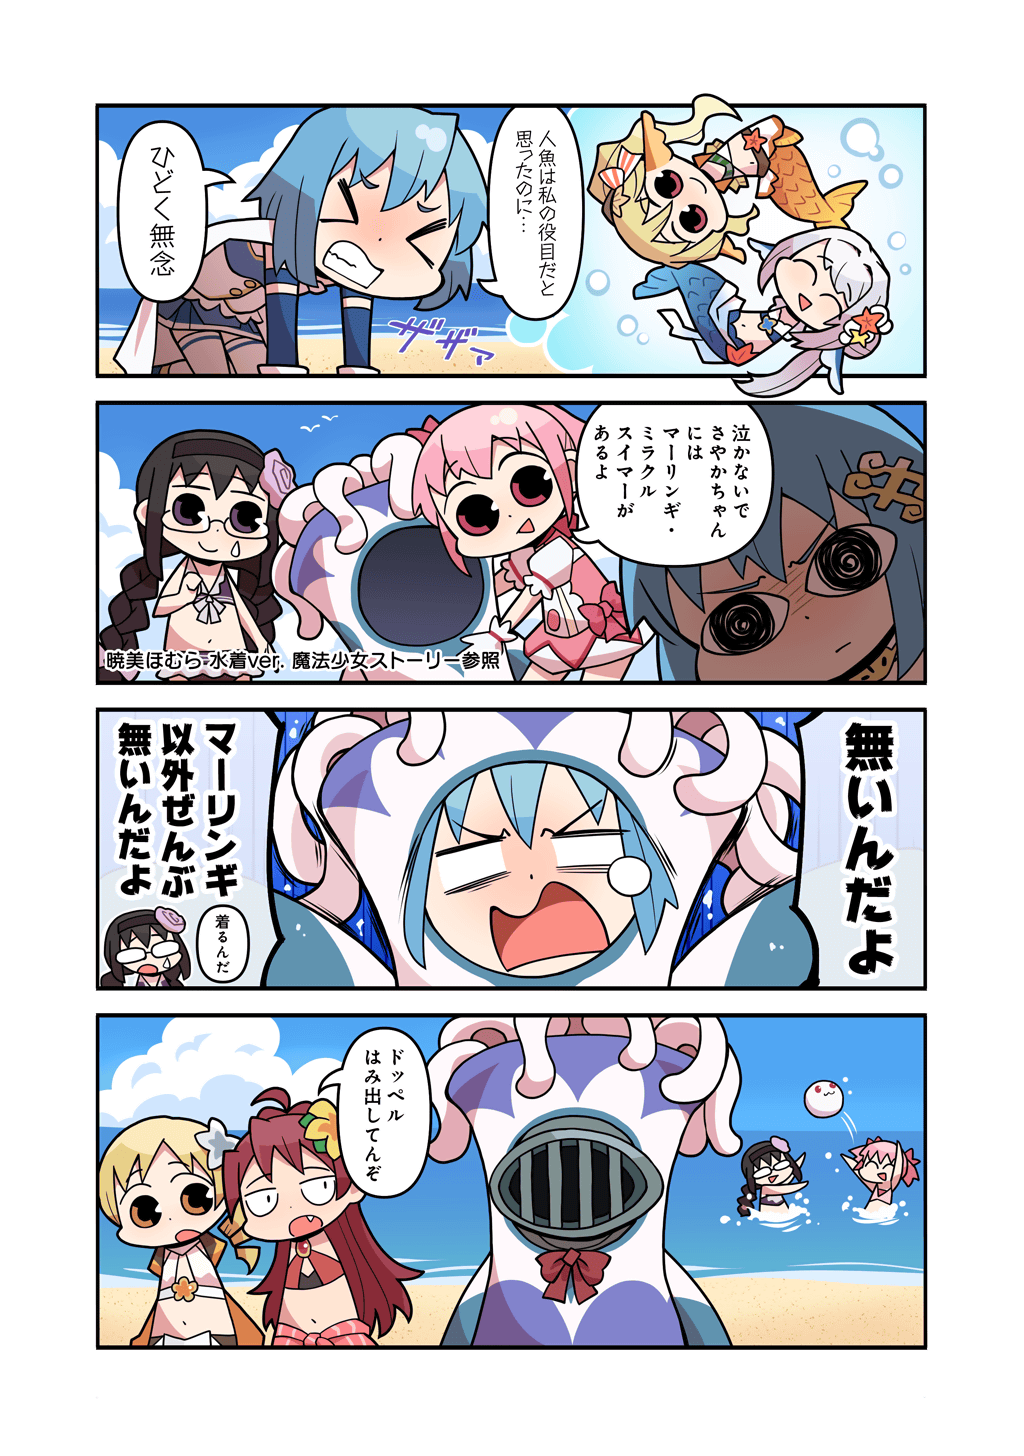 人魚は私の役目だと
思ったのに…
ひどく無念
ザザァ
泣かないで
さやかちゃん
には
マーリンギ・
ミラクル
スイマーが
あるよ
暁美ほむら 水着ver. 魔法少女ストーリー参照
無いんだよ
マーリンギ
以外ぜんぶ
無いんだよ
着るんだ
ドッペル
はみ出してんぞ